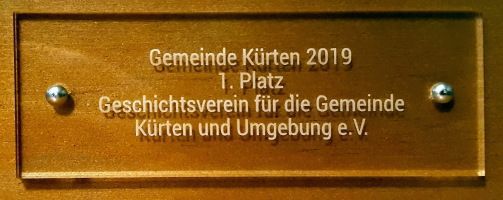 Gemeinde Kürten 2019
1. Platz
Geschichtsverein für die Gemeinde
Kürten und Umgebung e.V.